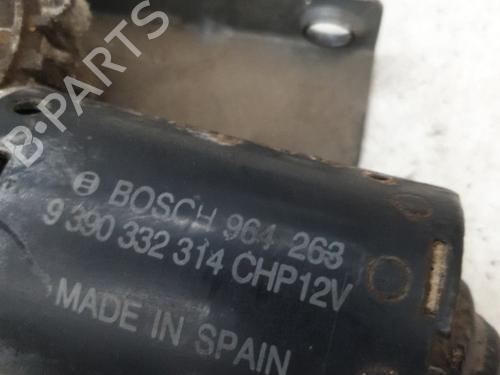 B-PARTS
BOSCH 964 263
9 390 332 314 CHP12V
MADE IN SPAIN